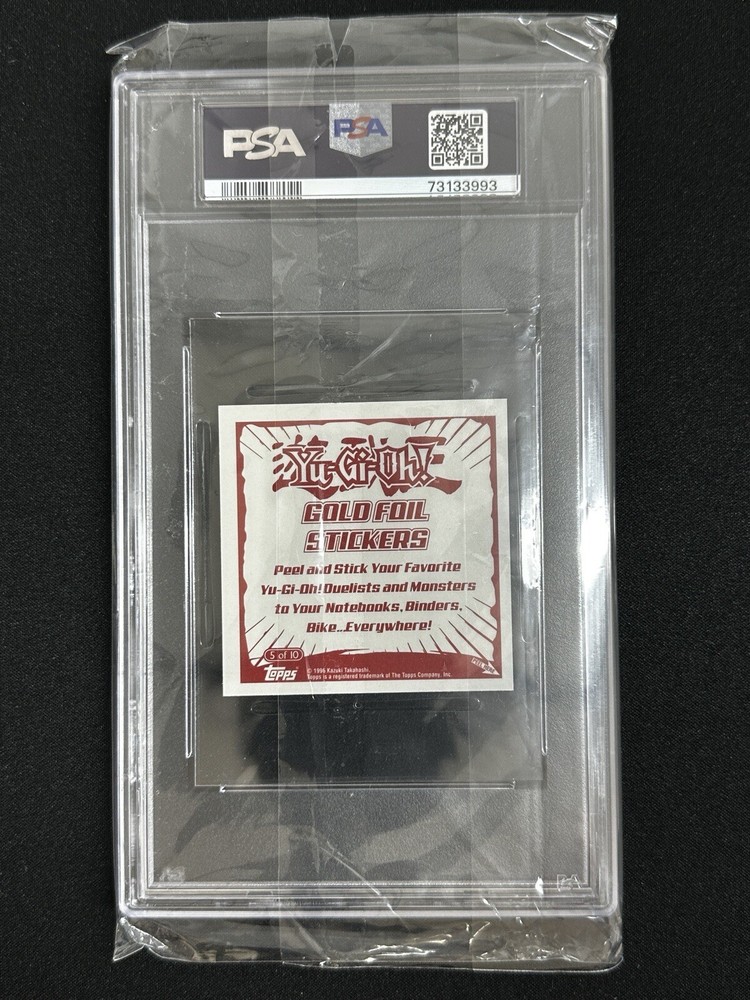 PSA
PSA
73133993
Yu-Gi-Oh!
GOLD FOIL
STICKERS
Peel and Stick Your Favorite
Yu-Gi-Oh! Duelists and Monsters
to Your Notebooks, Binders,
Bike...Everywhere!
5 of 10
topps
© 1996 Kazuki Takahashi.
Topps is a registered trademark of The Topps Company, Inc.